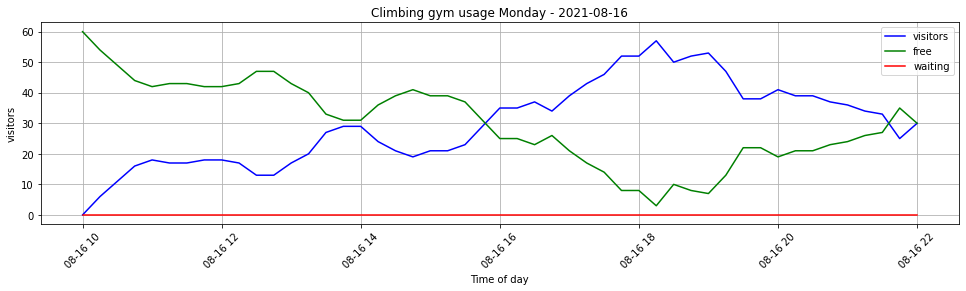 Climbing gym usage Monday - 2021-08-16
visitors
free
waiting
60
50
40
30
20
10
0
visitors
08-16 10
08-16 12
08-16 14
08-16 16
08-16 18
08-16 20
08-16 22
Time of day